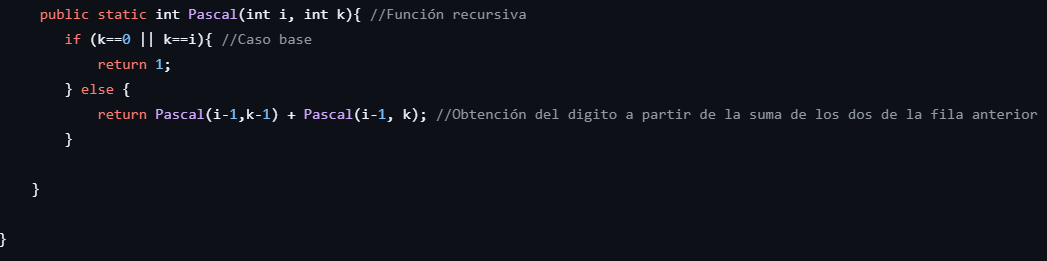 public static int Pascal(int i, int k){ //Función recursiva
if (k==0 || k==i){ //Caso base
return 1;
} else {
return Pascal(i-1,k-1) + Pascal(i-1, k); //Obtención del digito a partir de la suma de los dos de la fila anterior
}
}
}